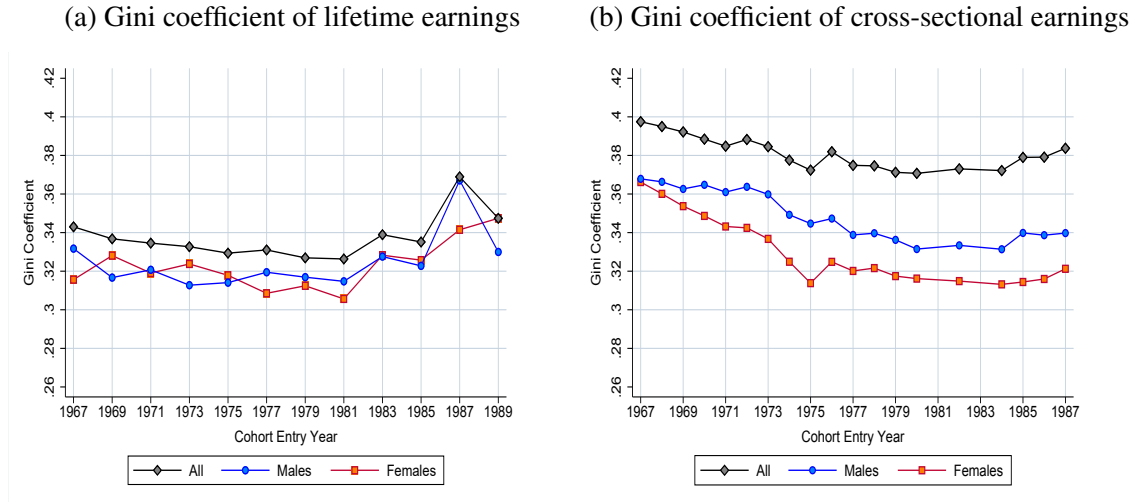 (a) Gini coefficient of lifetime earnings
Gini Coefficient
.42
.4
.38
.36
.34
.32
.3
.28
.26
1967 1969 1971 1973 1975 1977 1979 1981 1983 1985 1987 1989
Cohort Entry Year
All Males Females
(b) Gini coefficient of cross-sectional earnings
Gini Coefficient
.42
.4
.38
.36
.34
.32
.3
.28
.26
1967 1969 1971 1973 1975 1977 1979 1981 1983 1985 1987
Cohort Entry Year
All Males Females